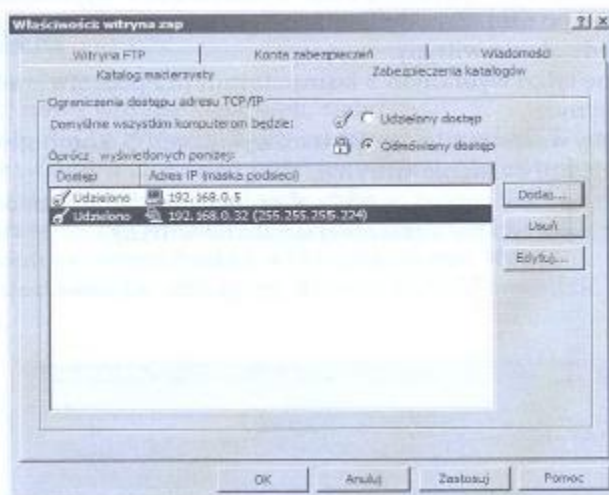 Właściwości: witryna zsp
Witryna FTP Konta zabezpieczeń Wiadomości
Katalog macierzysty Zabezpieczenia katalogów
Ograniczenia dostępu adresu TCP/IP
Domyślnie wszystkim komputerom będzie: Udzielony dostęp
Odmówiony dostęp
Oprócz wyświetlonych poniżej:
Dostęp Adres IP (maska podsieci)
Udzielono 192.168.0.5
Udzielono 192.168.0.32 (255.255.255.224)
Dodaj...
Usuń
Edytuj...
OK Anuluj Zastosuj Pomoc